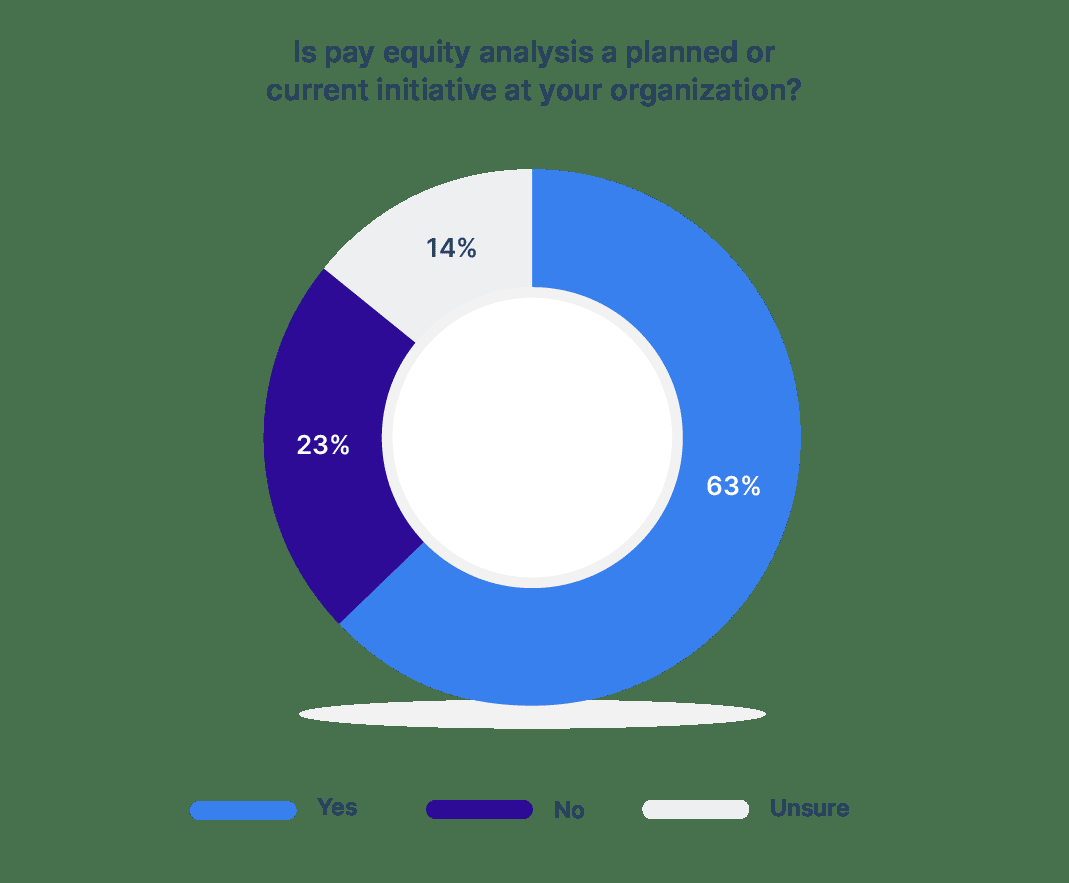 Is pay equity analysis a planned or
current initiative at your organization?
14%
23%
63%
Yes
No
Unsure